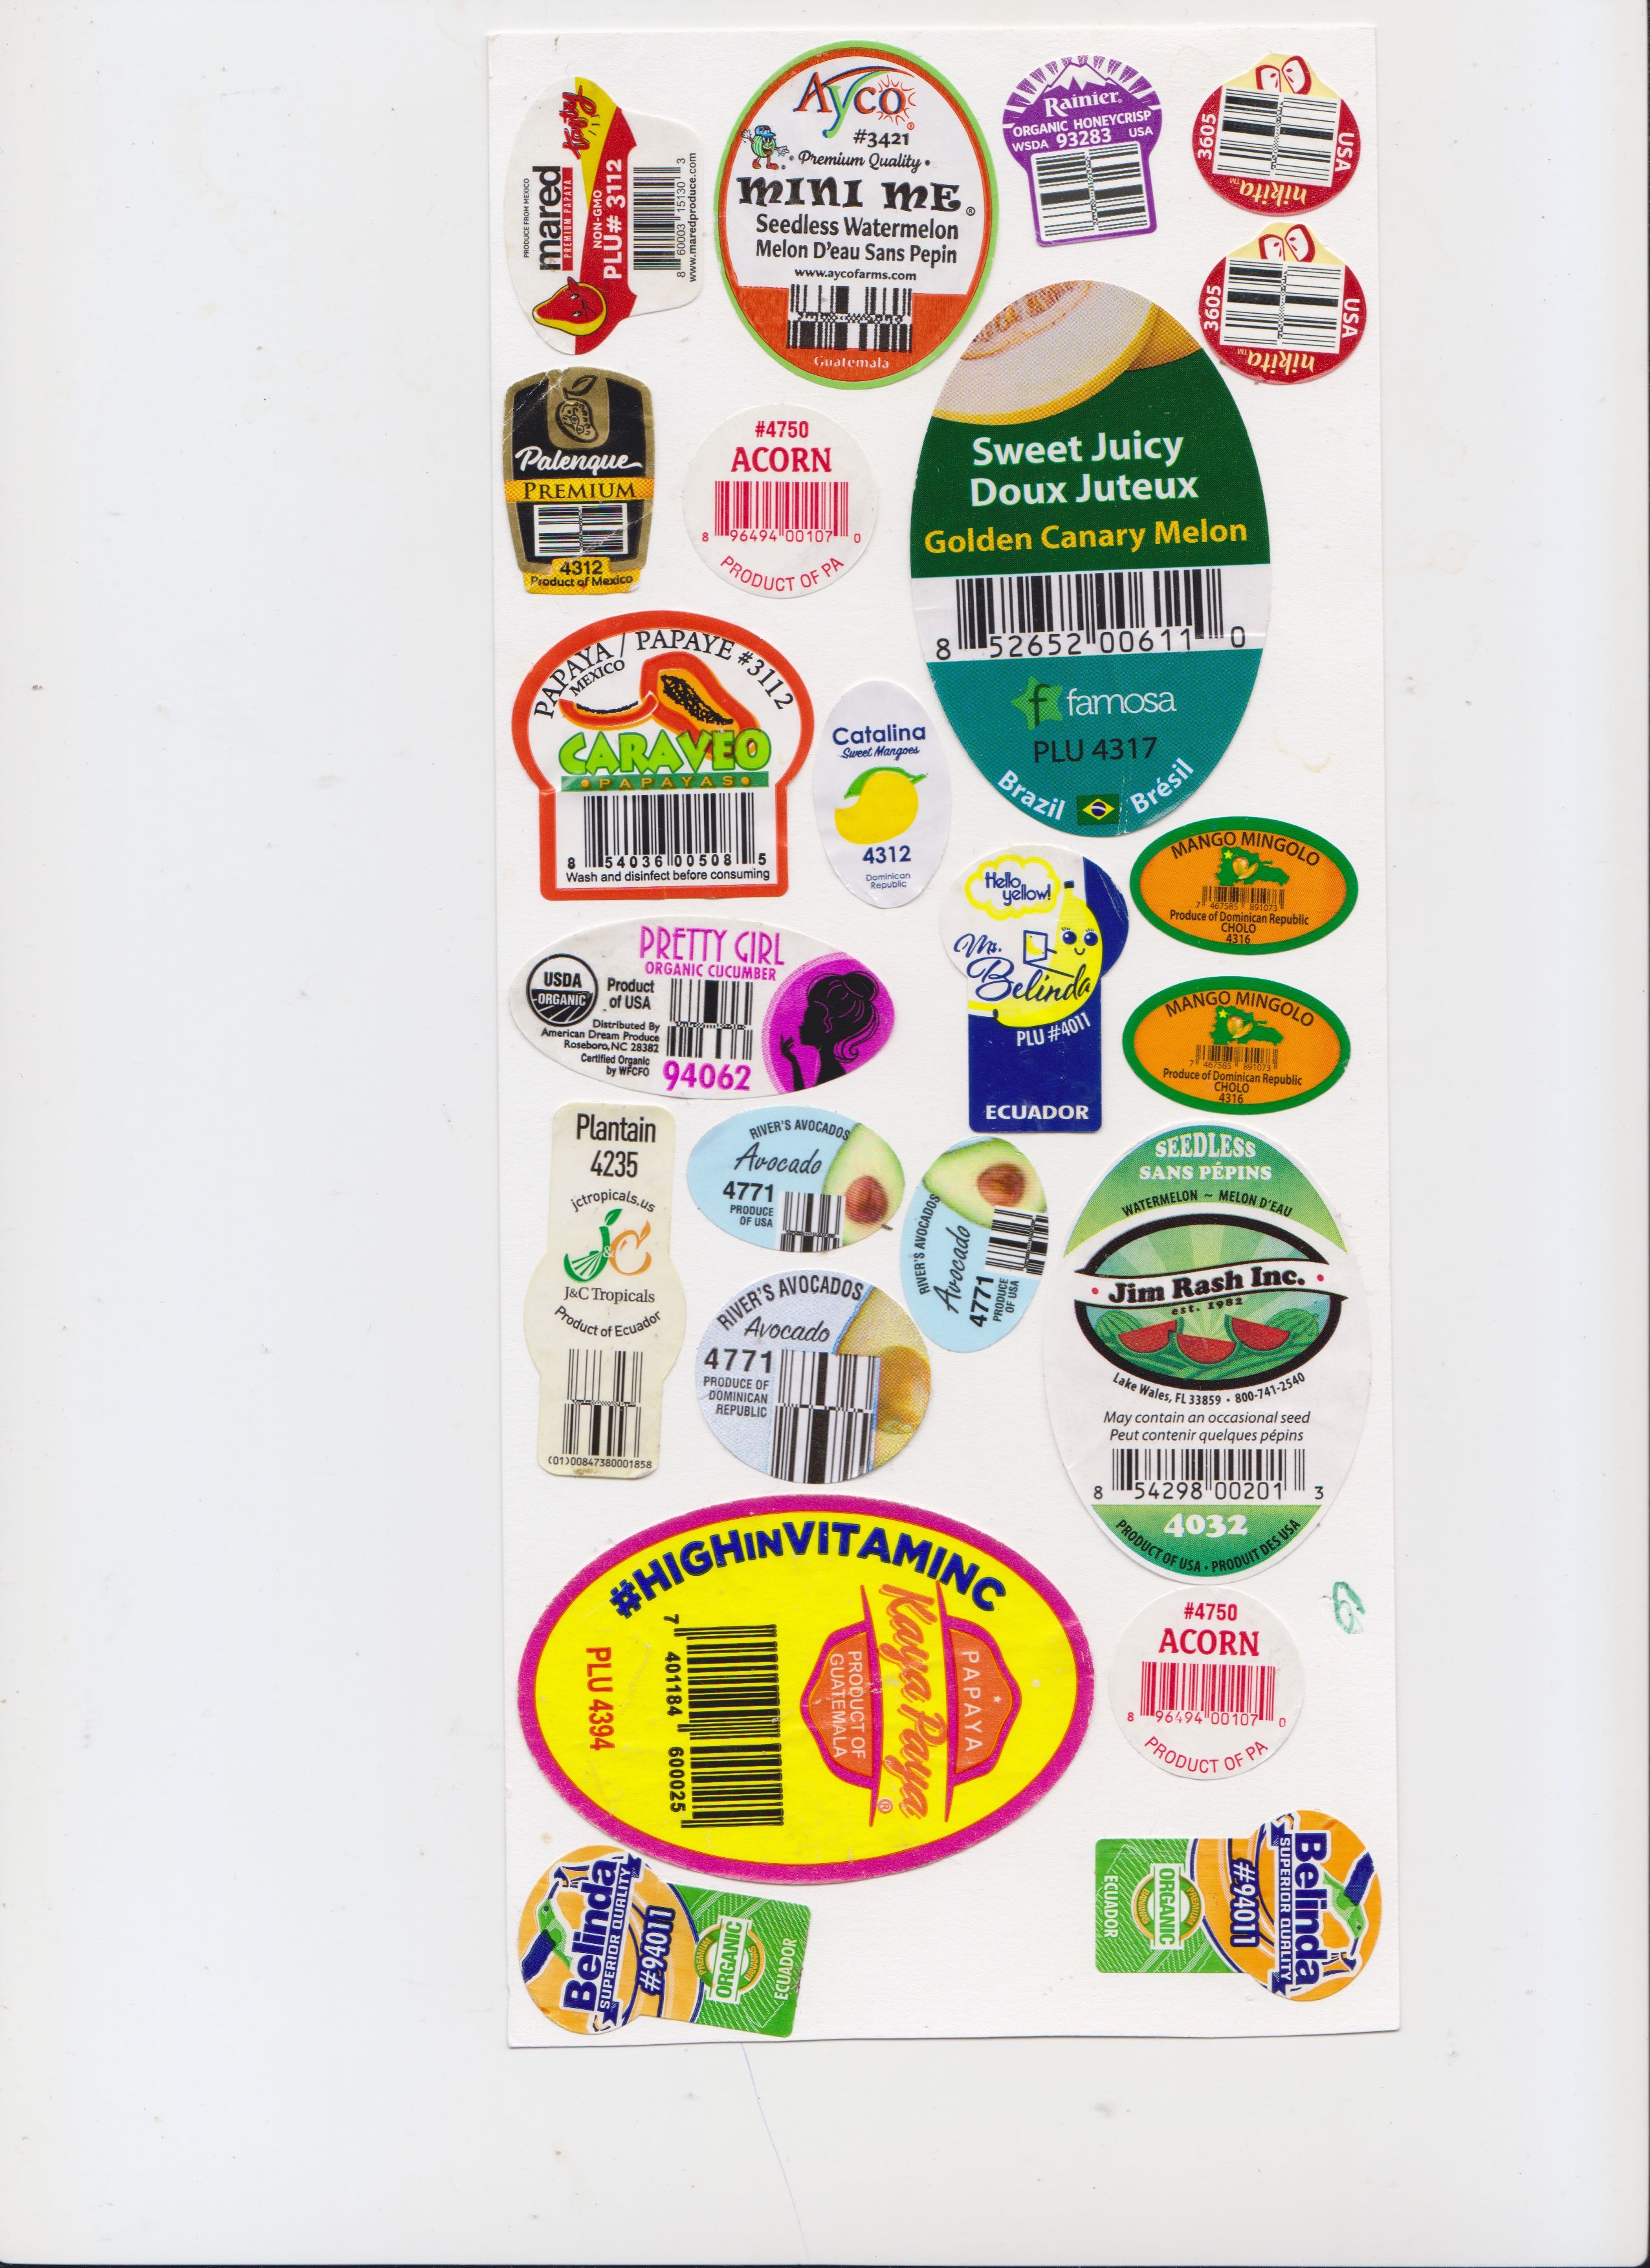 PRODUCE FROM MEXICO
mared
PREMIUM PAPAYA
tasty
NON-GMO
PLU# 3112
8 60003 15130 3
www.maredproduce.com
Ayco
#3421
Premium Quality
MINI ME®
Seedless Watermelon
Melon D'eau Sans Pepin
www.aycofarms.com
Guatemala
Rainier®
ORGANIC HONEYCRISP
WSDA 93283 USA
3605
USA
nikita™
3605
USA
nikita™
Palenque
PREMIUM
4312
Product of Mexico
#4750
ACORN
8 96494 00107 0
PRODUCT OF PA
Sweet Juicy
Doux Juteux
Golden Canary Melon
8 52652 00611 0
famosa
PLU 4317
Brazil Brésil
PAPAYA / PAPAYE #3112
MEXICO
CARAVEO
•PAPAYAS•
8 54036 00508 5
Wash and disinfect before consuming
Catalina
Sweet Mangoes
4312
Dominican
Republic
Hello
yellow!
Ms.
Belinda
PLU #4011
ECUADOR
MANGO MINGOLO
7 467585 891073
Produce of Dominican Republic
CHOLO
4316
MANGO MINGOLO
7 467585 891073
Produce of Dominican Republic
CHOLO
4316
PRETTY GIRL
ORGANIC CUCUMBER
USDA
ORGANIC
Product
of USA
Distributed By
American Dream Produce
Roseboro, NC 28382
Certified Organic
by WFCFO
94062
Plantain
4235
jctropicals.us
J&C
J&C Tropicals
Product of Ecuador
(01)00847380001858
RIVER'S AVOCADOS
Avocado
4771
PRODUCE
OF USA
RIVER'S AVOCADOS
Avocado
4771
PRODUCE
OF USA
RIVER'S AVOCADOS
Avocado
4771
PRODUCE OF
DOMINICAN
REPUBLIC
SEEDLESS
SANS PÉPINS
WATERMELON ~ MELON D'EAU
• Jim Rash Inc. •
est. 1982
Lake Wales, FL 33859 • 800-741-2540
May contain an occasional seed
Peut contenir quelques pépins
8 54298 00201 3
4032
PRODUCT OF USA • PRODUIT DES USA
#HIGHINVITAMINC
PAPAYA
Kaya Paya®
PRODUCT OF
GUATEMALA
7 401184 600025
PLU 4394
#4750
ACORN
8 96494 00107 0
PRODUCT OF PA
Belinda
SUPERIOR QUALITY
#94011
PREMIUM
ORGANIC
BANANAS
ECUADOR
Belinda
SUPERIOR QUALITY
#94011
PREMIUM
ORGANIC
BANANAS
ECUADOR